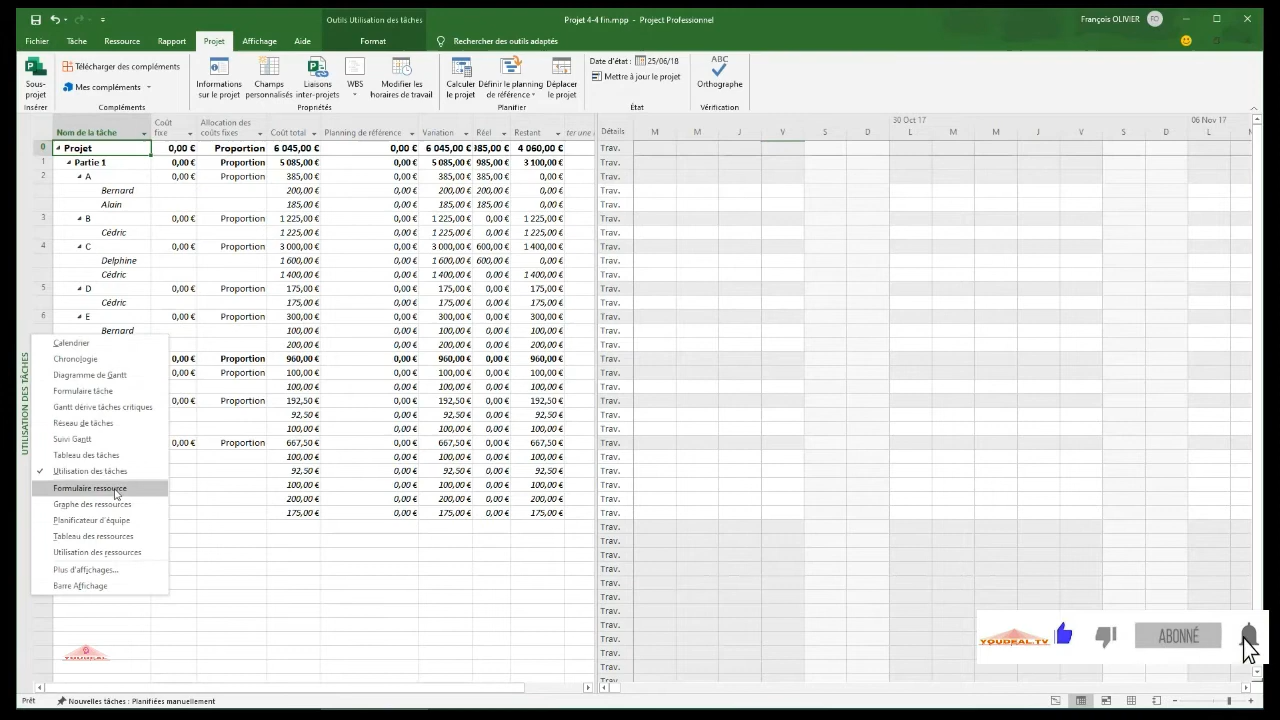 Outils Utilisation des tâches
Projet 4-4 fin.mpp - Project Professionnel
François OLIVIER
FO
Fichier Tâche Ressource Rapport Projet Affichage Aide Format Rechercher des outils adaptés
Sous-projet
Insérer
Télécharger des compléments
Mes compléments
Compléments
Informations sur le projet
Champs personnalisés
Liaisons inter-projets
WBS
Modifier les horaires de travail
Propriétés
Calculer le projet
Définir le planning de référence
Déplacer le projet
Planifier
Date d'état : 25/06/18
Mettre à jour le projet
État
ABC
Orthographe
Vérification
Nom de la tâche Coût fixe Allocation des coûts fixes Coût total Planning de référence Variation Réel Restant Détails
30 Oct 17 06 Nov 17
M M J V D L M M J V S D L
0 Projet 0,00 € Proportion 6 045,00 € 0,00 € 6 045,00 € 985,00 € 4 060,00 € Trav.
1 Partie 1 0,00 € Proportion 5 085,00 € 0,00 € 5 085,00 € 985,00 € 3 100,00 € Trav.
2 A 0,00 € Proportion 385,00 € 0,00 € 385,00 € 385,00 € 0,00 € Trav.
Bernard 200,00 € 0,00 € 200,00 € 200,00 € 0,00 € Trav.
Alain 185,00 € 0,00 € 185,00 € 185,00 € 0,00 € Trav.
3 B 0,00 € Proportion 1 225,00 € 0,00 € 1 225,00 € 0,00 € 1 225,00 € Trav.
Cédric 1 225,00 € 0,00 € 1 225,00 € 0,00 € 1 225,00 € Trav.
4 C 0,00 € Proportion 3 000,00 € 0,00 € 3 000,00 € 600,00 € 1 400,00 € Trav.
Delphine 1 600,00 € 0,00 € 1 600,00 € 600,00 € 0,00 € Trav.
Cédric 1 400,00 € 0,00 € 1 400,00 € 0,00 € 1 400,00 € Trav.
5 D 0,00 € Proportion 175,00 € 0,00 € 175,00 € 0,00 € 175,00 € Trav.
Cédric 175,00 € 0,00 € 175,00 € 0,00 € 175,00 € Trav.
6 E 0,00 € Proportion 300,00 € 0,00 € 300,00 € 0,00 € 300,00 € Trav.
Bernard 100,00 € 0,00 € 100,00 € 0,00 € 100,00 € Trav.
200,00 € 0,00 € 200,00 € 0,00 € 200,00 € Trav.
0,00 € Proportion 960,00 € 0,00 € 960,00 € 0,00 € 960,00 € Trav.
0,00 € Proportion 100,00 € 0,00 € 100,00 € 0,00 € 100,00 € Trav.
100,00 € 0,00 € 100,00 € 0,00 € 100,00 € Trav.
0,00 € Proportion 192,50 € 0,00 € 192,50 € 0,00 € 192,50 € Trav.
92,50 € 0,00 € 92,50 € 0,00 € 92,50 € Trav.
100,00 € 0,00 € 100,00 € 0,00 € 100,00 € Trav.
0,00 € Proportion 667,50 € 0,00 € 667,50 € 0,00 € 667,50 € Trav.
100,00 € 0,00 € 100,00 € 0,00 € 100,00 € Trav.
92,50 € 0,00 € 92,50 € 0,00 € 92,50 € Trav.
100,00 € 0,00 € 100,00 € 0,00 € 100,00 € Trav.
200,00 € 0,00 € 200,00 € 0,00 € 200,00 € Trav.
175,00 € 0,00 € 175,00 € 0,00 € 175,00 € Trav.
Trav.
Trav.
Trav.
Trav.
Trav.
Trav.
Trav.
Trav.
Trav.
Trav.
Trav.
Trav.
UTILISATION DES TÂCHES
Calendrier
Chronologie
Diagramme de Gantt
Formulaire tâche
Gantt dérive tâches critiques
Réseau de tâches
Suivi Gantt
Tableau des tâches
Utilisation des tâches
Formulaire ressource
Graphe des ressources
Planificateur d'équipe
Tableau des ressources
Utilisation des ressources
Plus d'affichages...
Barre Affichage
YOUDEAL
YOUDEAL.TV
ABONNÉ
Prêt Nouvelles tâches : Planifiées manuellement